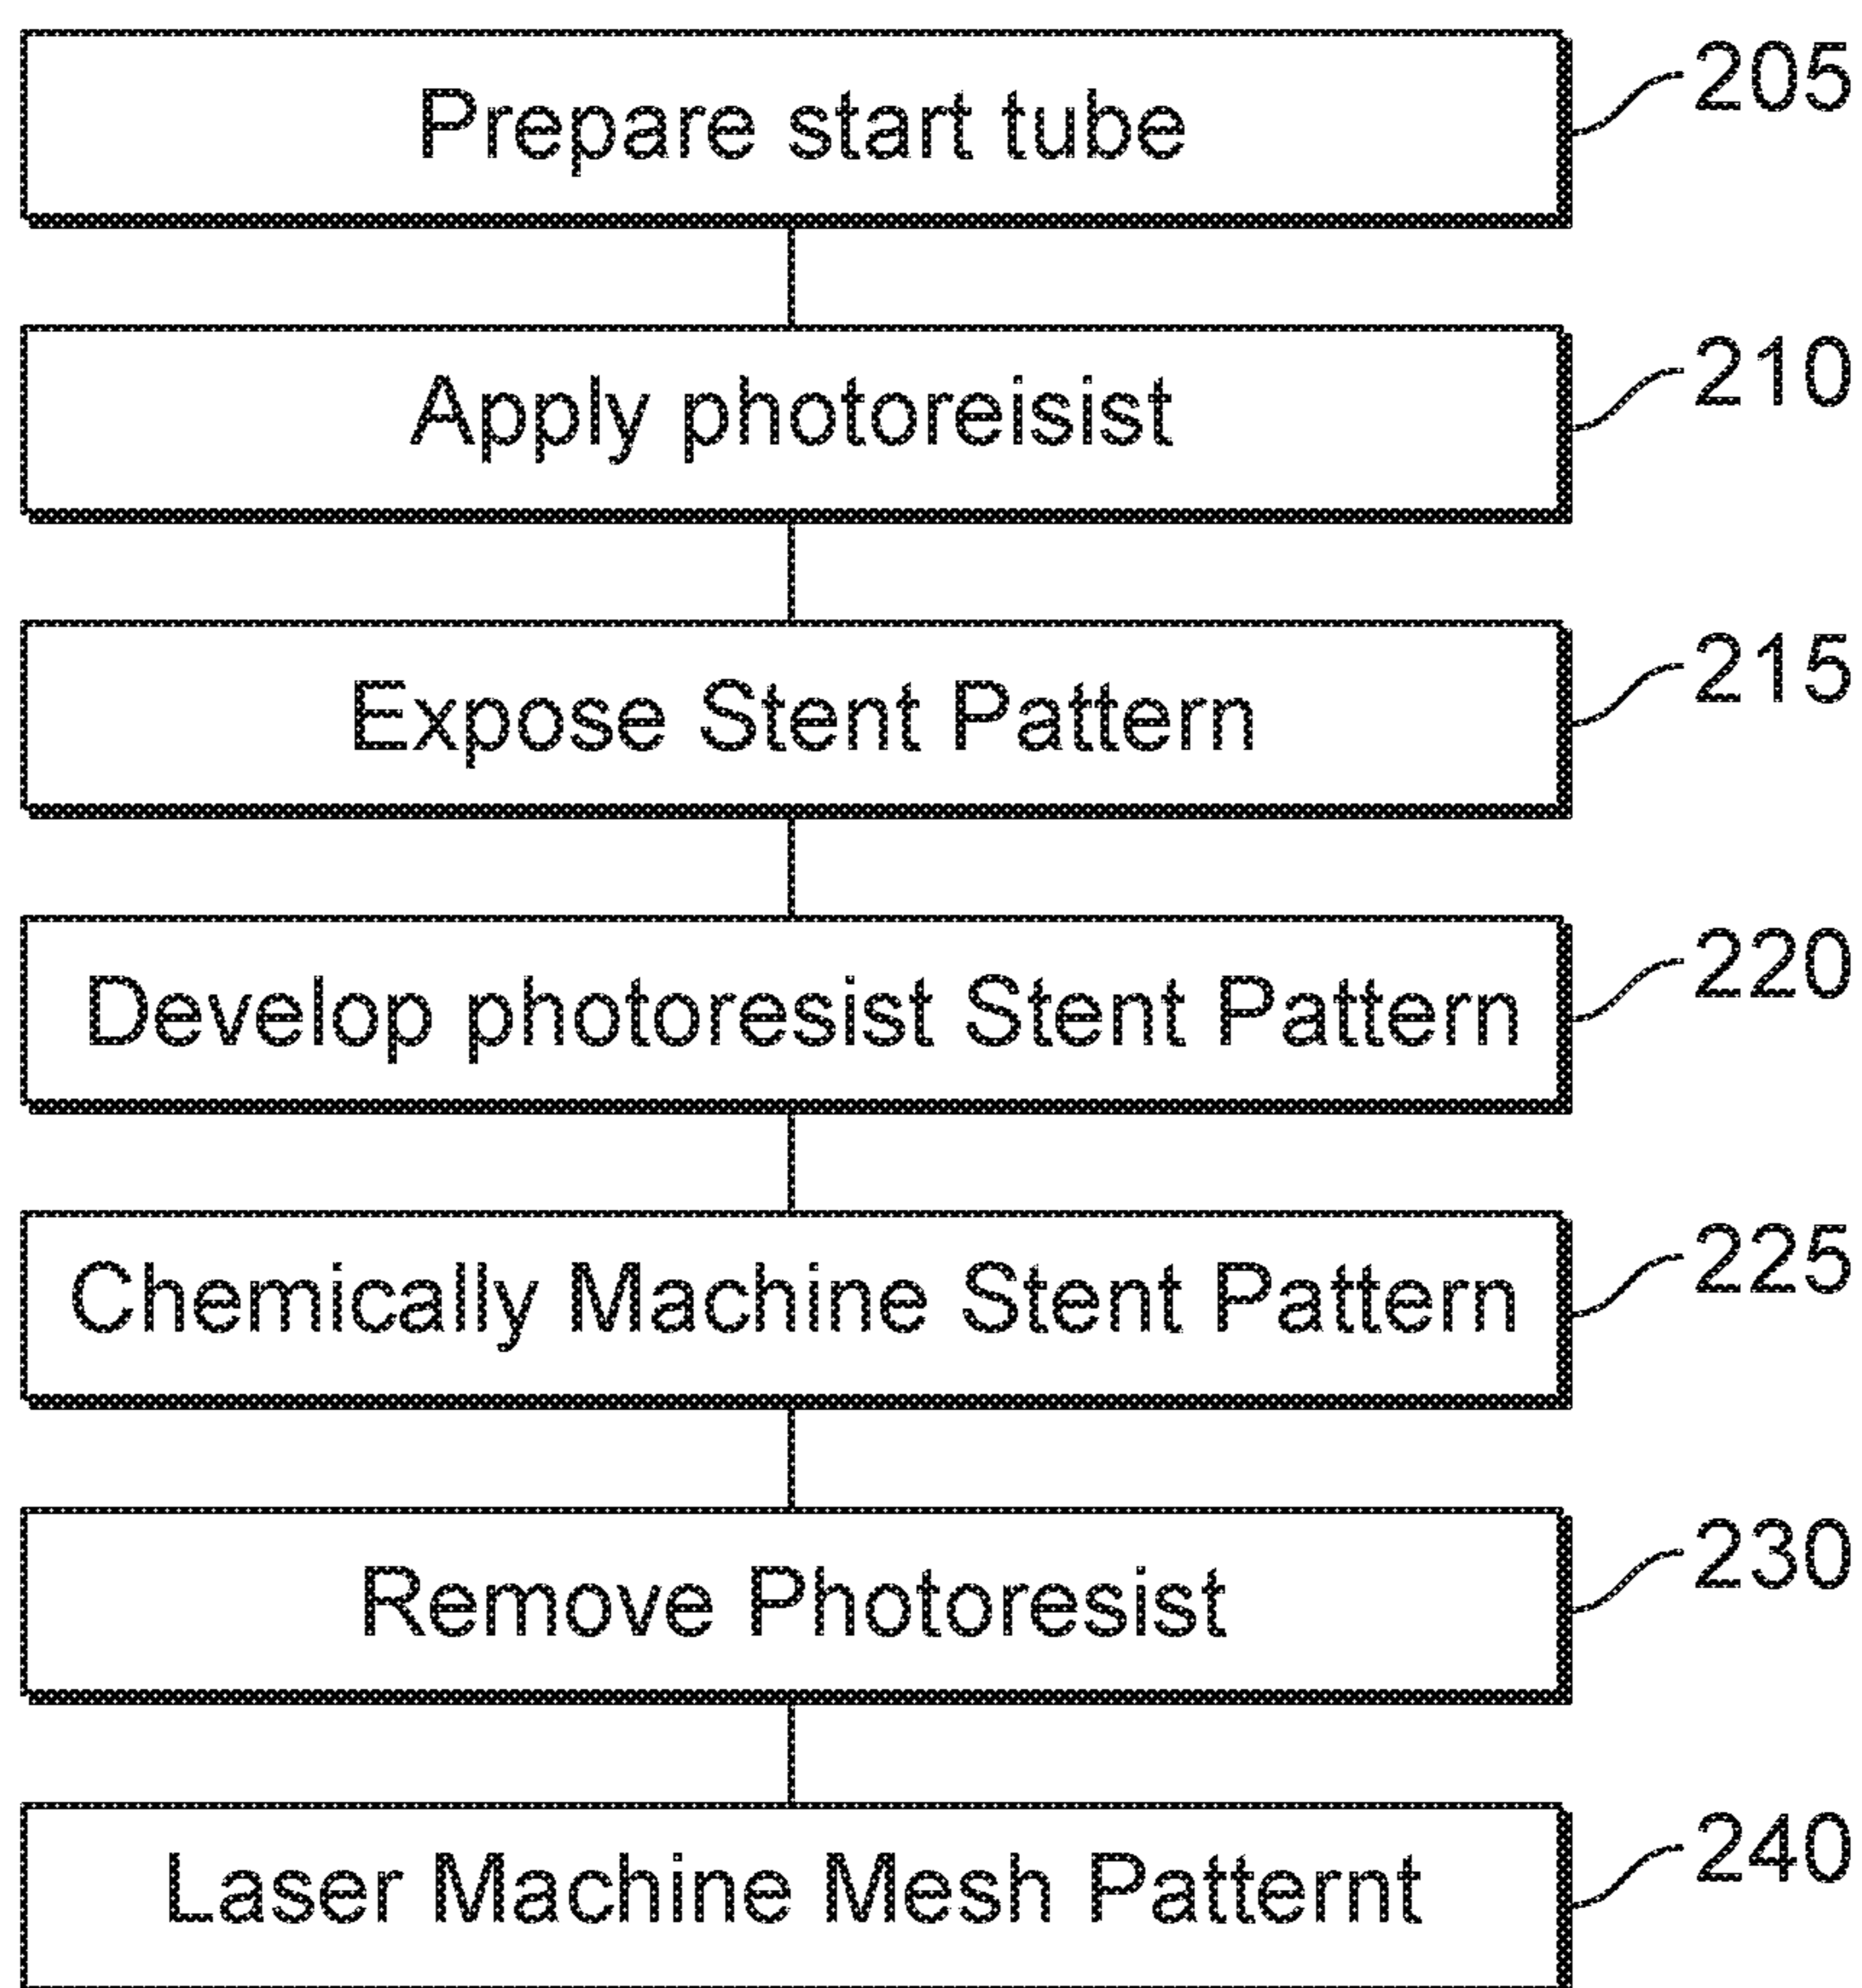 Prepare start tube 205
Apply photoreisist 210
Expose Stent Pattern 215
Develop photoresist Stent Pattern 220
Chemically Machine Stent Pattern 225
Remove Photoresist 230
Laser Machine Mesh Patternt 240